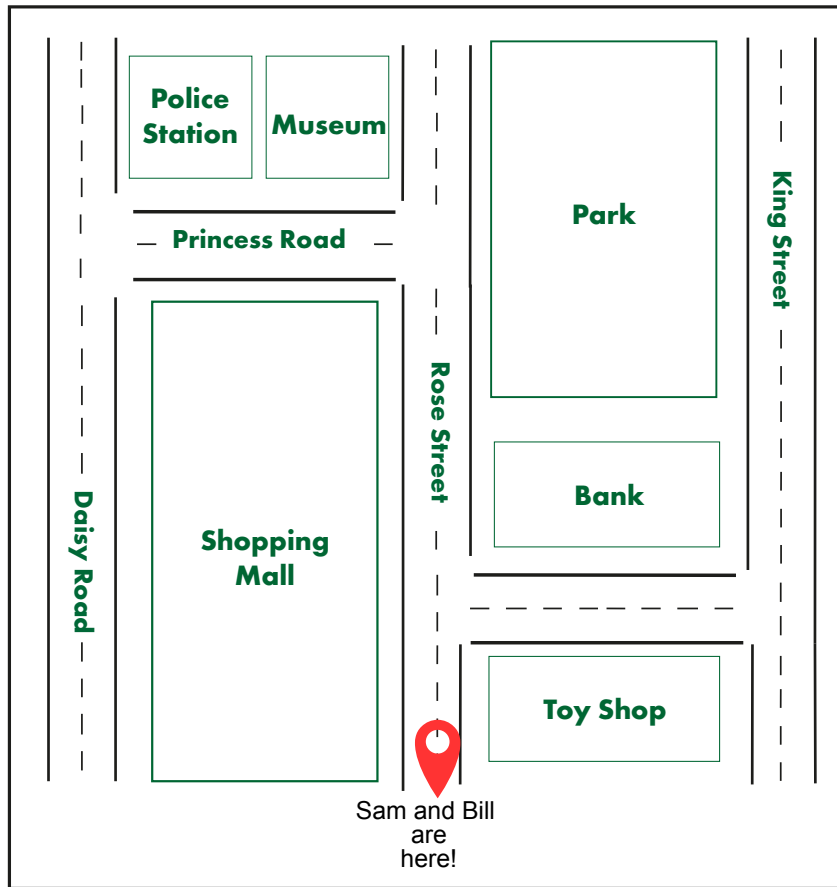 Police
Station
Museum
Park
King Street
Princess Road
Rose Street
Bank
Daisy Road
Shopping
Mall
Toy Shop
Sam and Bill
are
here!